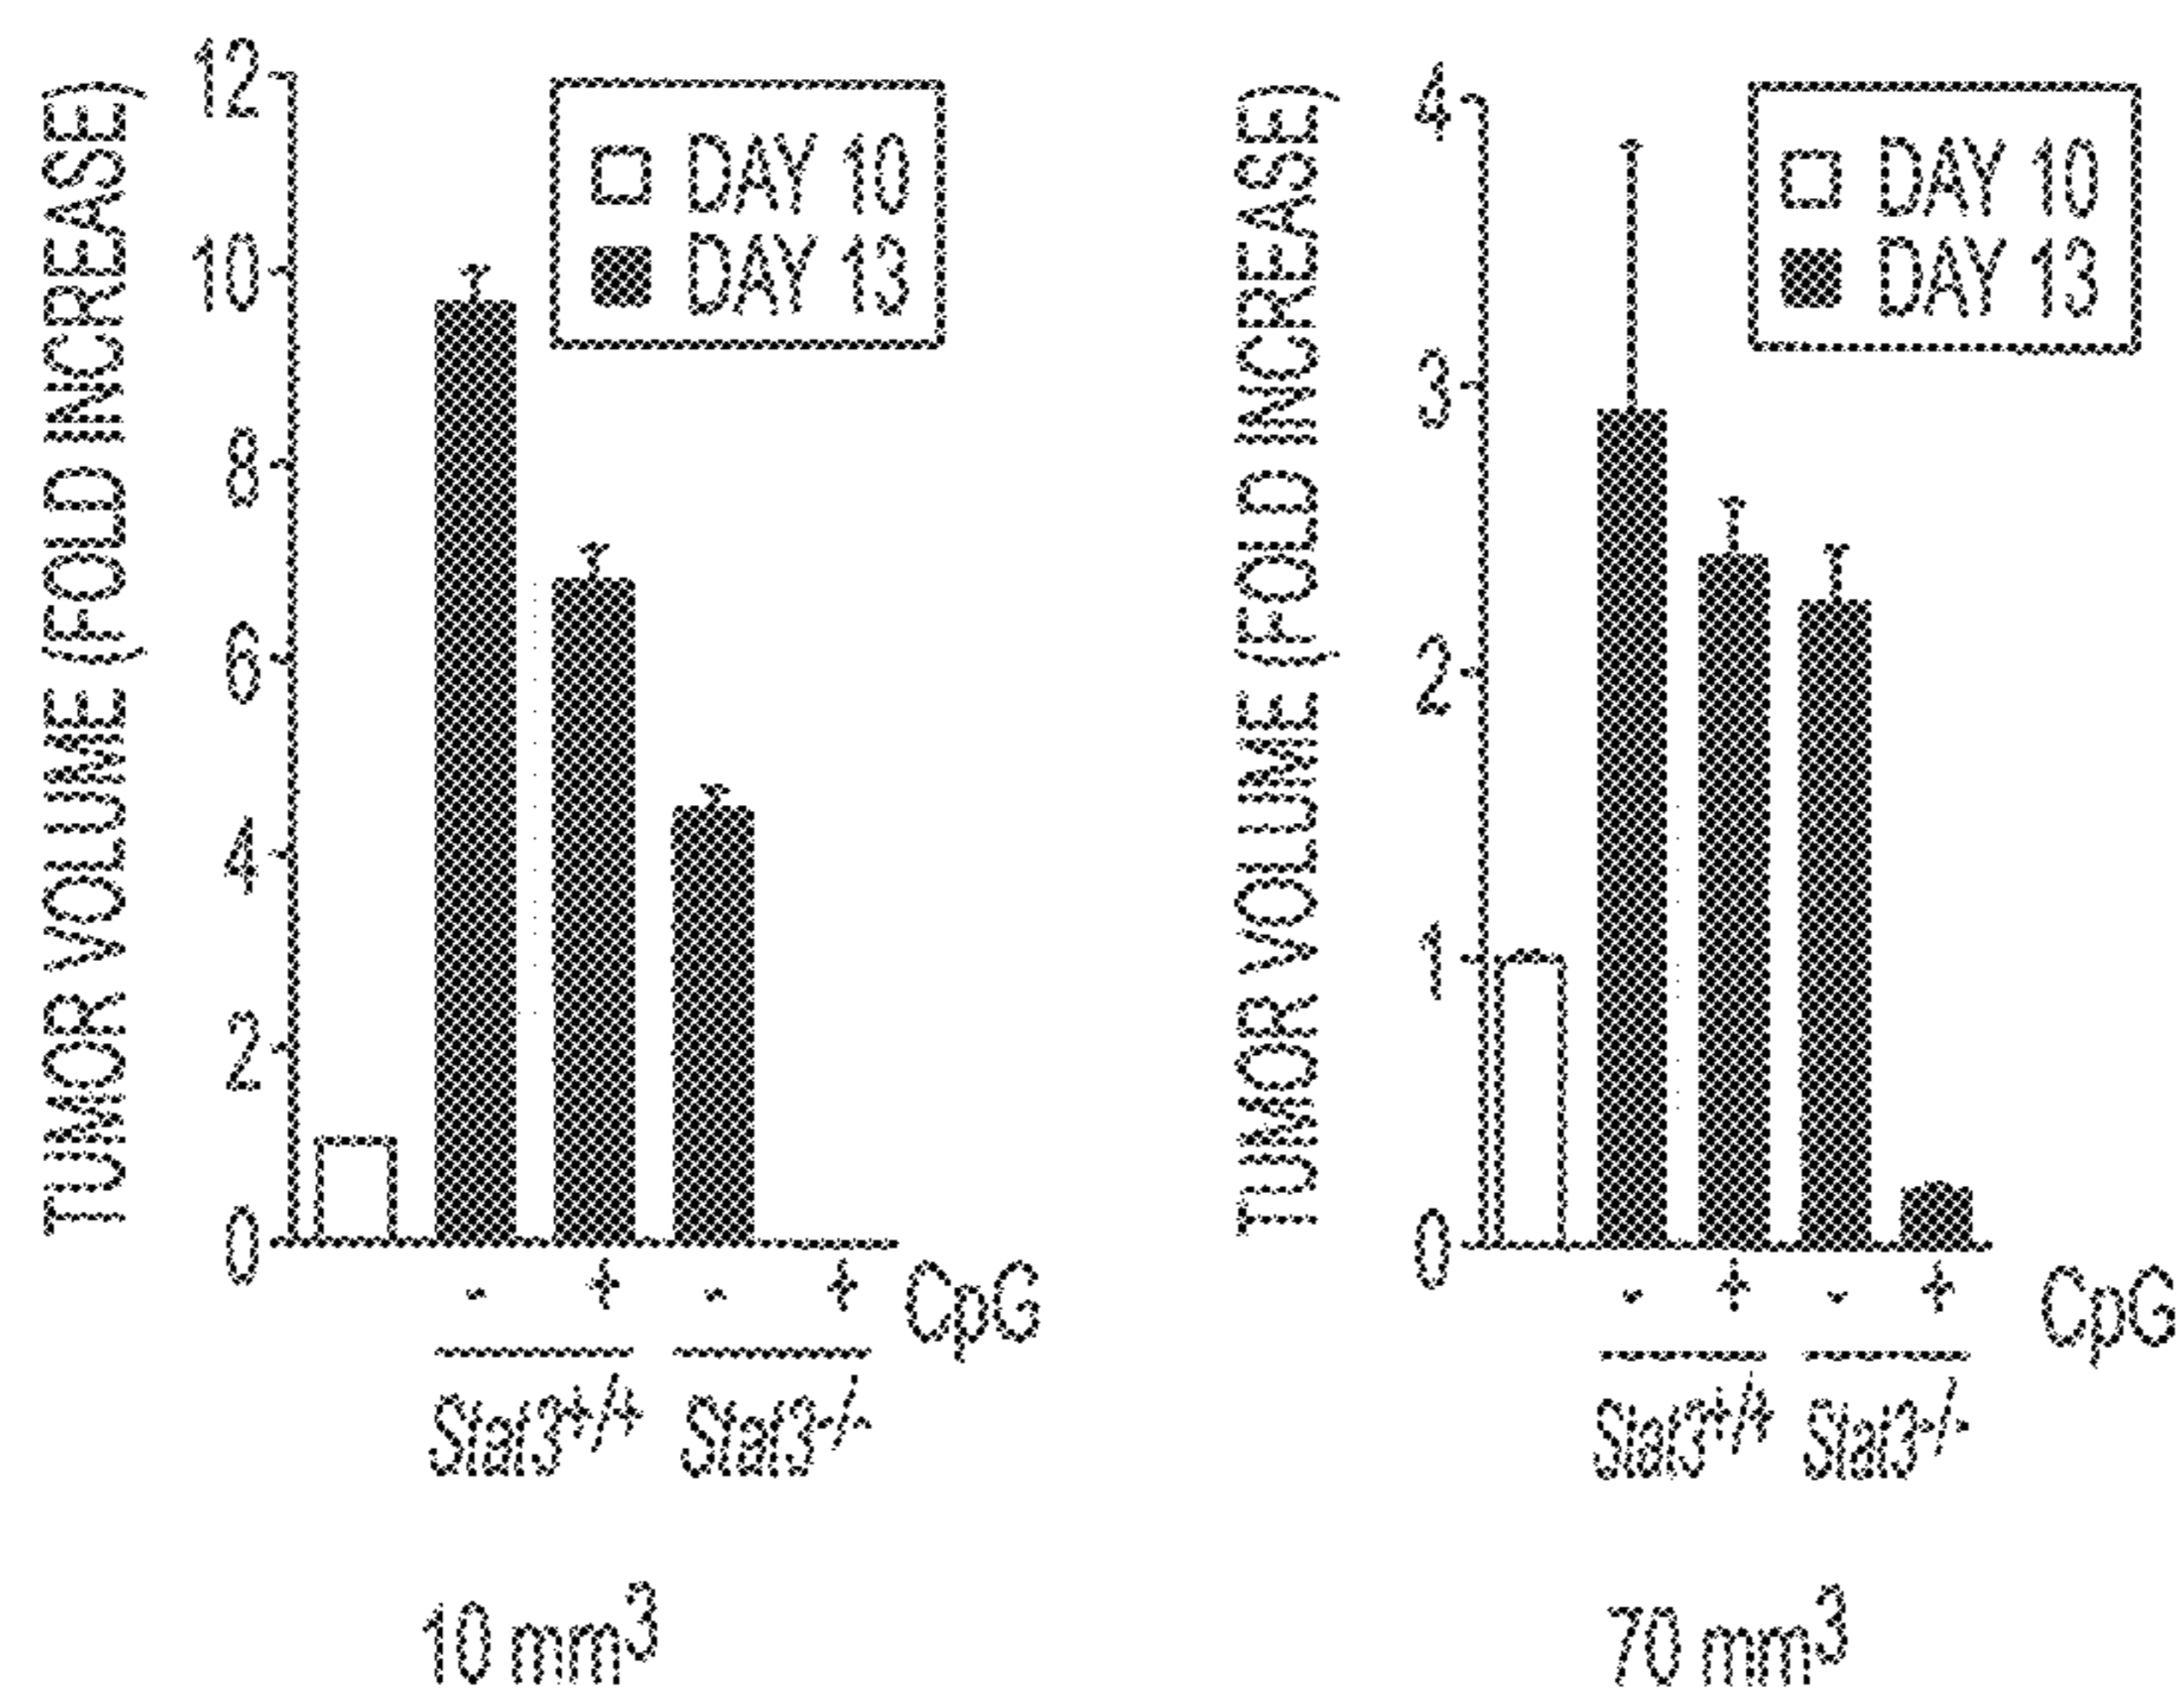 TUMOR VOLUME (FOLD INCREASE)
12
10
8
6
4
2
0
DAY 10
DAY 13
- + - + CpG
Stat3+/+ Stat3-/-
10 mm³
TUMOR VOLUME (FOLD INCREASE)
4
3
2
1
0
DAY 10
DAY 13
- + - + CpG
Stat3+/+ Stat3-/-
70 mm³